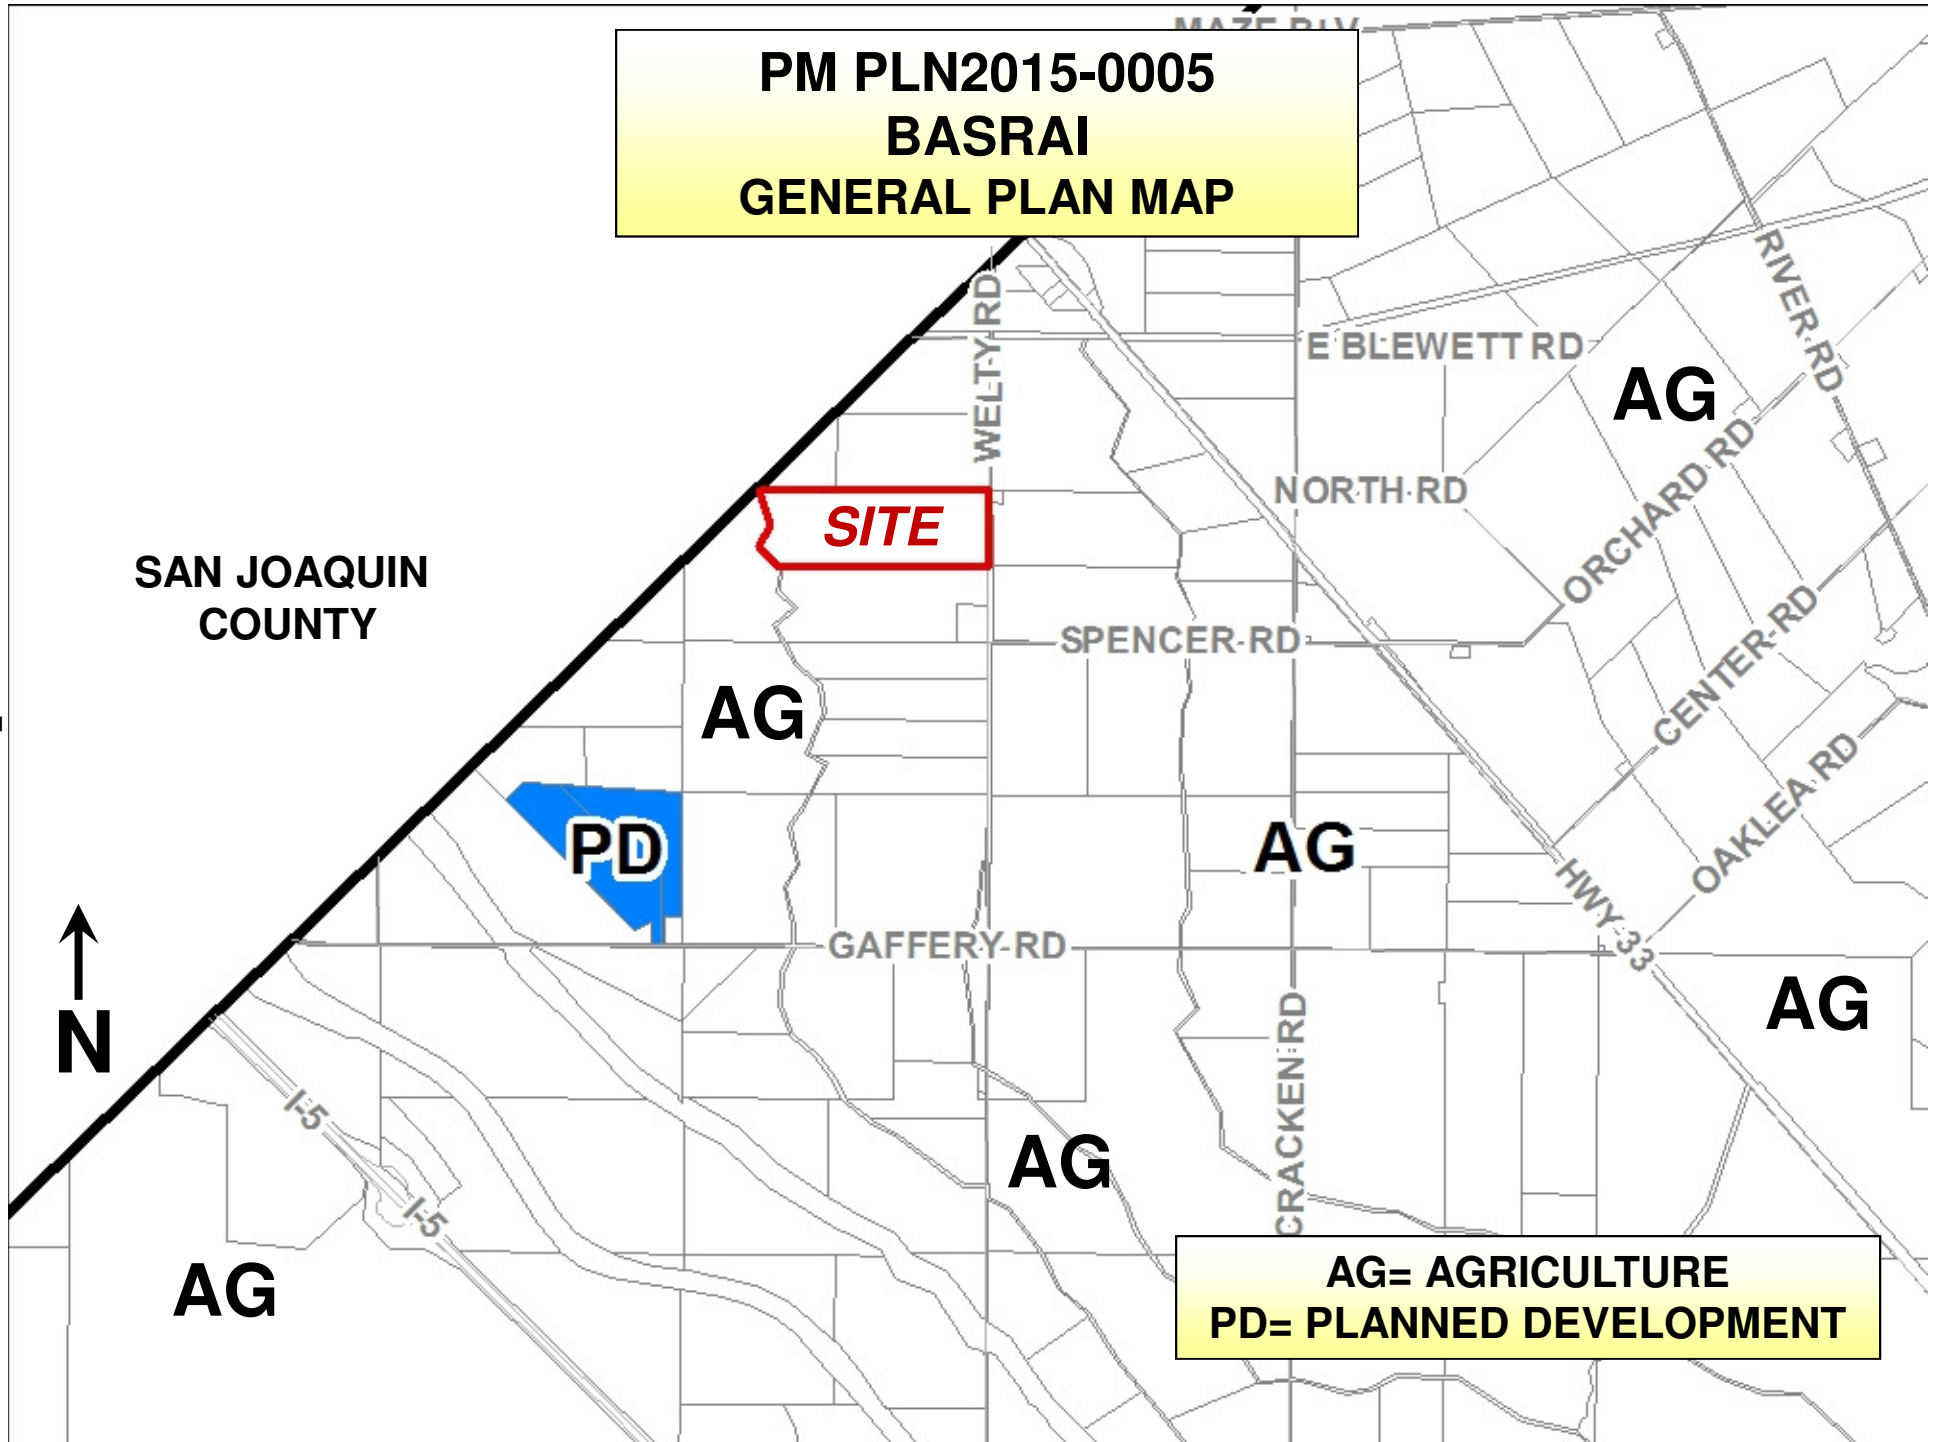 MAZE BLV
PM PLN2015-0005
BASRAI
GENERAL PLAN MAP
RIVER RD
WELTY RD
E BLEWETT RD
AG
ORCHARD RD
NORTH RD
SITE
SAN JOAQUIN
COUNTY
CENTER RD
SPENCER RD
AG
OAKLEA RD
PD
AG
HWY 33
GAFFERY RD
AG
N
CRACKEN RD
I-5
AG
I-5
AG
AG= AGRICULTURE
PD= PLANNED DEVELOPMENT